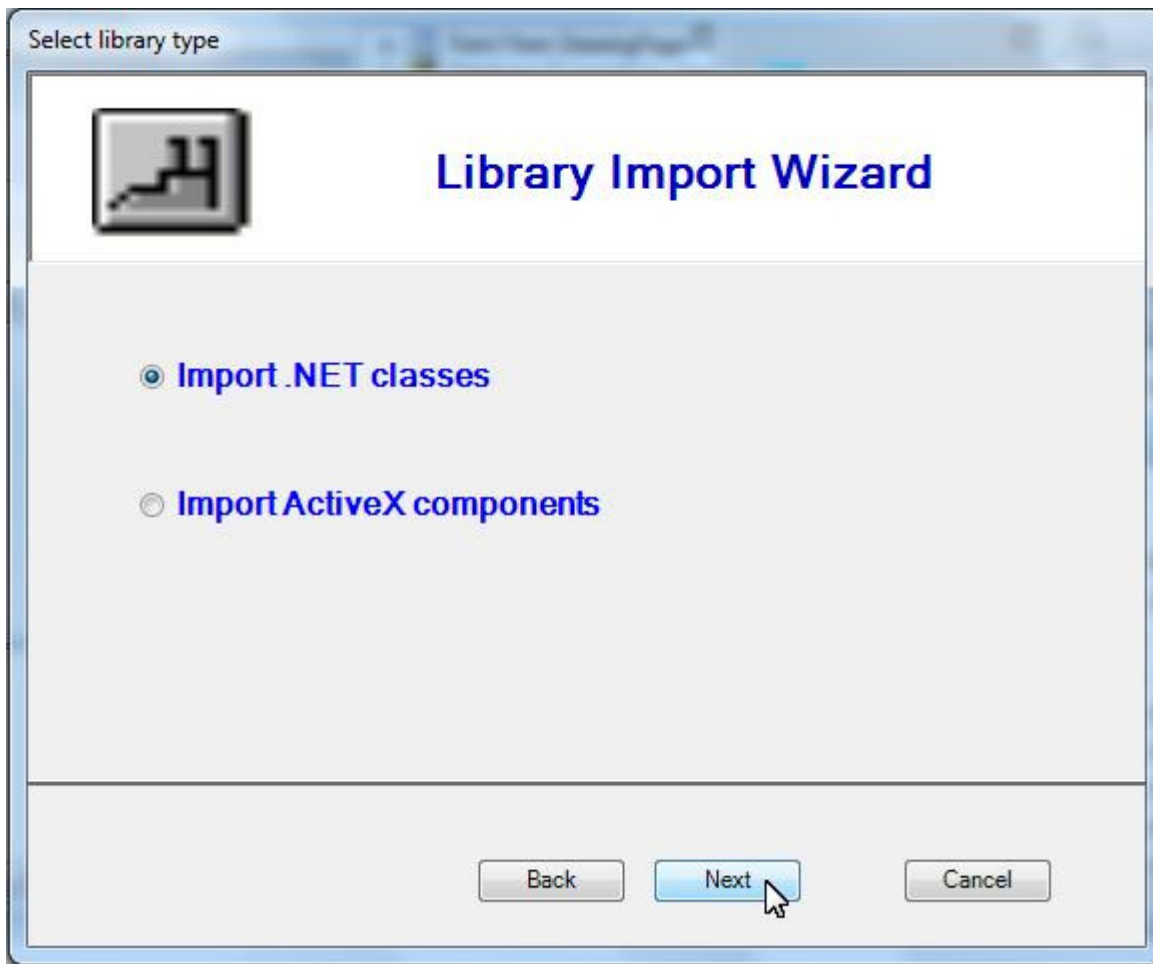 Select library type
Library Import Wizard
Import .NET classes
Import ActiveX components
Back
Next
Cancel